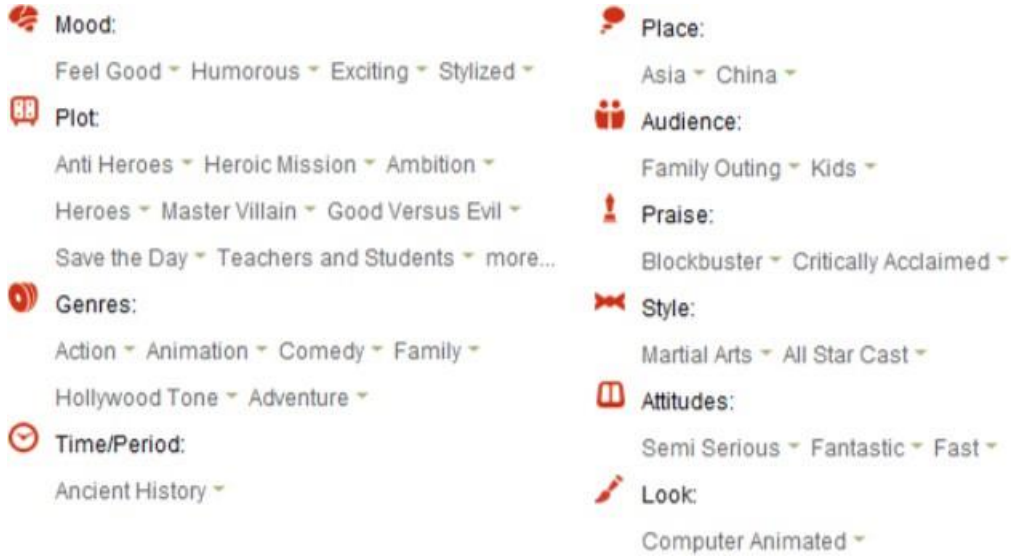 Mood:
Feel Good Humorous Exciting Stylized
Plot:
Anti Heroes Heroic Mission Ambition
Heroes Master Villain Good Versus Evil
Save the Day Teachers and Students more...
Genres:
Action Animation Comedy Family
Hollywood Tone Adventure
Time/Period:
Ancient History
Place:
Asia China
Audience:
Family Outing Kids
Praise:
Blockbuster Critically Acclaimed
Style:
Martial Arts All Star Cast
Attitudes:
Semi Serious Fantastic Fast
Look:
Computer Animated